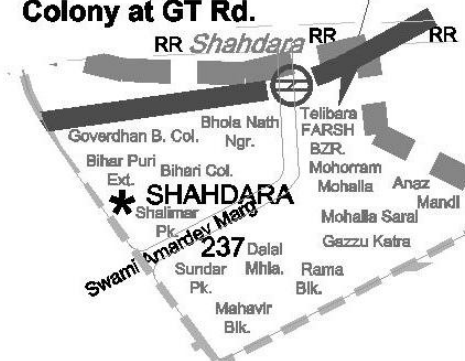 Colony at GT Rd.
RR Shahdara RR RR
Goverdhan B. Col.
Bhola Nath
Ngr.
Telibara
FARSH
BZR.
Bihar Puri
Ext.
Bihari Col.
Mohorram
Mohalla
Anaz
Mandi
SHAHDARA
Shalimar
Pk.
Mohalla Sarai
Swami Amardev Marg
237
Gazzu Katra
Dalal
Mhla.
Sundar
Pk.
Rama
Blk.
Mahavir
Blk.